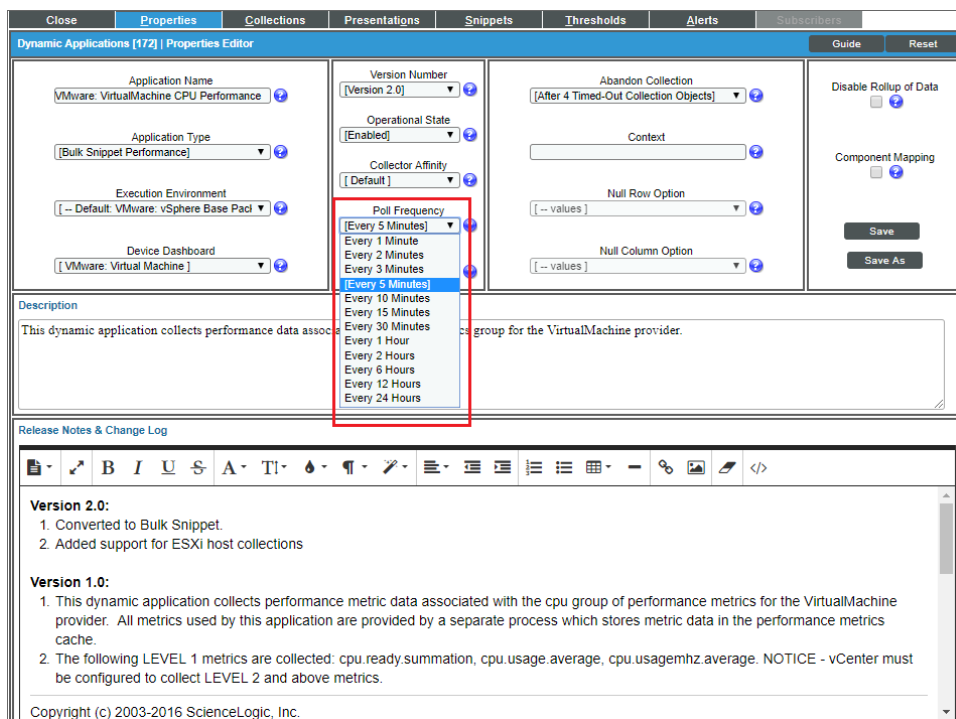 Close
Properties
Collections
Presentations
Snippets
Thresholds
Alerts
Subscribers
Dynamic Applications [172] | Properties Editor
Guide
Reset
Application Name
VMware: VirtualMachine CPU Performance
Application Type
[Bulk Snippet Performance]
Execution Environment
[ -- Default: VMware: vSphere Base Pacl
Device Dashboard
[ VMware: Virtual Machine ]
Version Number
[Version 2.0]
Operational State
[Enabled]
Collector Affinity
[ Default ]
Poll Frequency
[Every 5 Minutes]
Every 1 Minute
Every 2 Minutes
Every 3 Minutes
[Every 5 Minutes]
Every 10 Minutes
Every 15 Minutes
Every 30 Minutes
Every 1 Hour
Every 2 Hours
Every 6 Hours
Every 12 Hours
Every 24 Hours
Abandon Collection
[After 4 Timed-Out Collection Objects]
Context
Null Row Option
[ -- values ]
Null Column Option
[ -- values ]
Disable Rollup of Data
Component Mapping
Save
Save As
Description
This dynamic application collects performance data group for the VirtualMachine provider.
Release Notes & Change Log
Version 2.0:
1. Converted to Bulk Snippet.
2. Added support for ESXi host collections
Version 1.0:
1. This dynamic application collects performance metric data associated with the cpu group of performance metrics for the VirtualMachine
provider. All metrics used by this application are provided by a separate process which stores metric data in the performance metrics
cache.
2. The following LEVEL 1 metrics are collected: cpu.ready.summation, cpu.usage.average, cpu.usagemhz.average. NOTICE - vCenter must
be configured to collect LEVEL 2 and above metrics.
Copyright (c) 2003-2016 ScienceLogic, Inc.